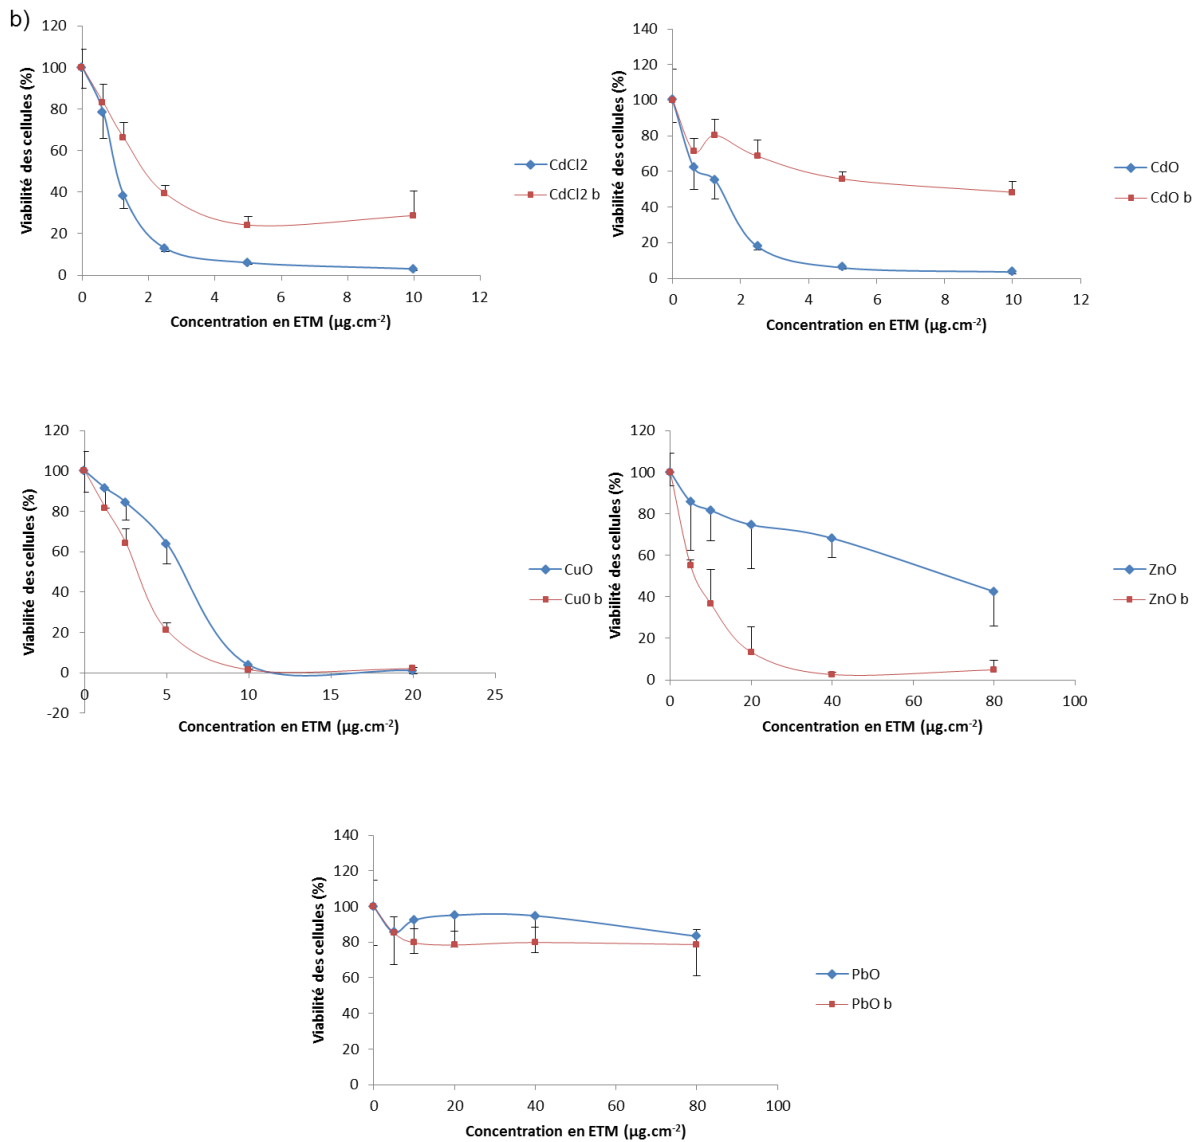 b)
Viabilité des cellules (%)
120
100
80
60
40
20
0
0 2 4 6 8 10 12
Concentration en ETM (µg.cm-2)
CdCl2
CdCl2 b
Viabilité des cellules (%)
140
120
100
80
60
40
20
0
0 2 4 6 8 10 12
Concentration en ETM (µg.cm-2)
CdO
CdO b
Viabilité des cellules (%)
120
100
80
60
40
20
0
-20
0 5 10 15 20 25
Concentration en ETM (µg.cm-2)
CuO
Cu0 b
Viabilité des cellules (%)
120
100
80
60
40
20
0
0 20 40 60 80 100
Concentration en ETM (µg.cm-2)
ZnO
ZnO b
Viabilité des cellules (%)
140
120
100
80
60
40
20
0
0 20 40 60 80 100
Concentration en ETM (µg.cm-2)
PbO
PbO b